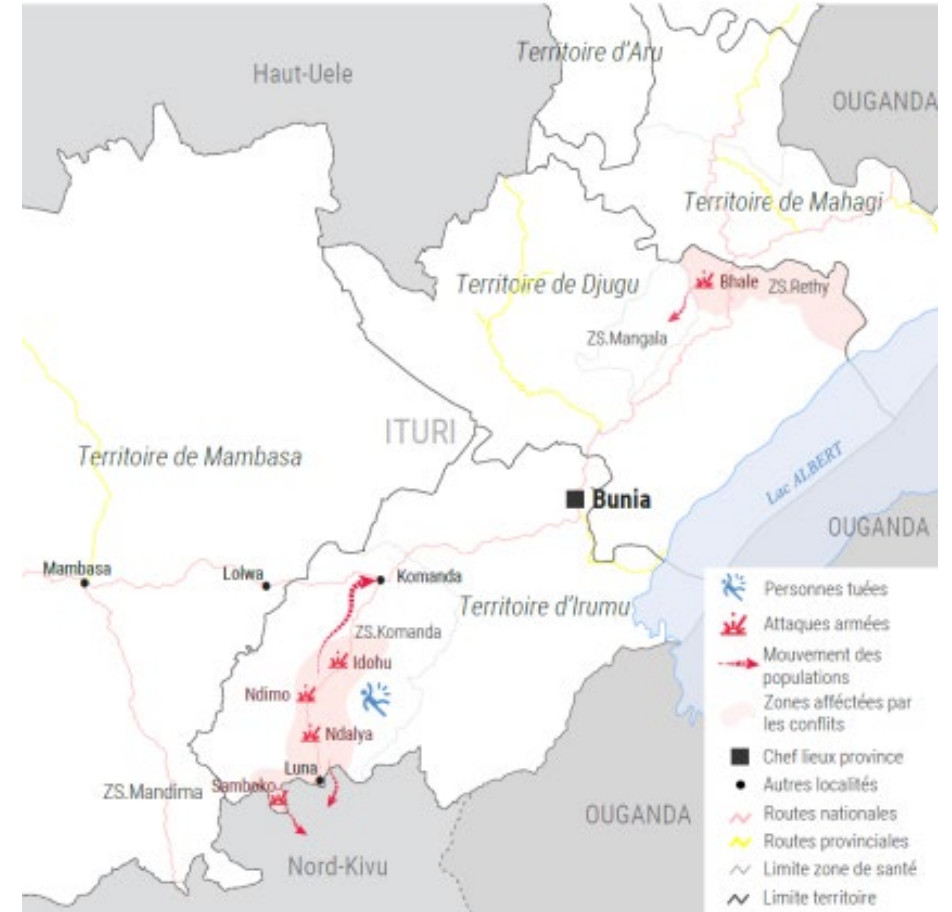 Territoire d'Aru
Haut-Uele
OUGANDA
Territoire de Mahagi
Territoire de Djugu
Bhale
ZS.Rethy
ZS.Mangala
ITURI
Territoire de Mambasa
Lac ALBERT
Bunia
OUGANDA
Mambasa
Lolwa
Komanda
Territoire d'Irumu
ZS.Komanda
Idohu
Ndimo
Ndalya
Luna
Samboko
ZS.Mandima
OUGANDA
Nord-Kivu
Personnes tuées
Attaques armées
Mouvement des
populations
Zones afféctées par
les conflits
Chef lieux province
Autres localités
Routes nationales
Routes provinciales
Limite zone de santé
Limite territoire